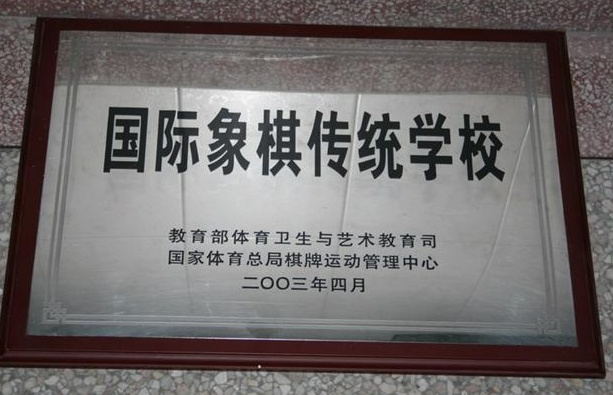 国际象棋传统学校
教育部体育卫生与艺术教育司
国家体育总局棋牌运动管理中心
二〇〇三年四月